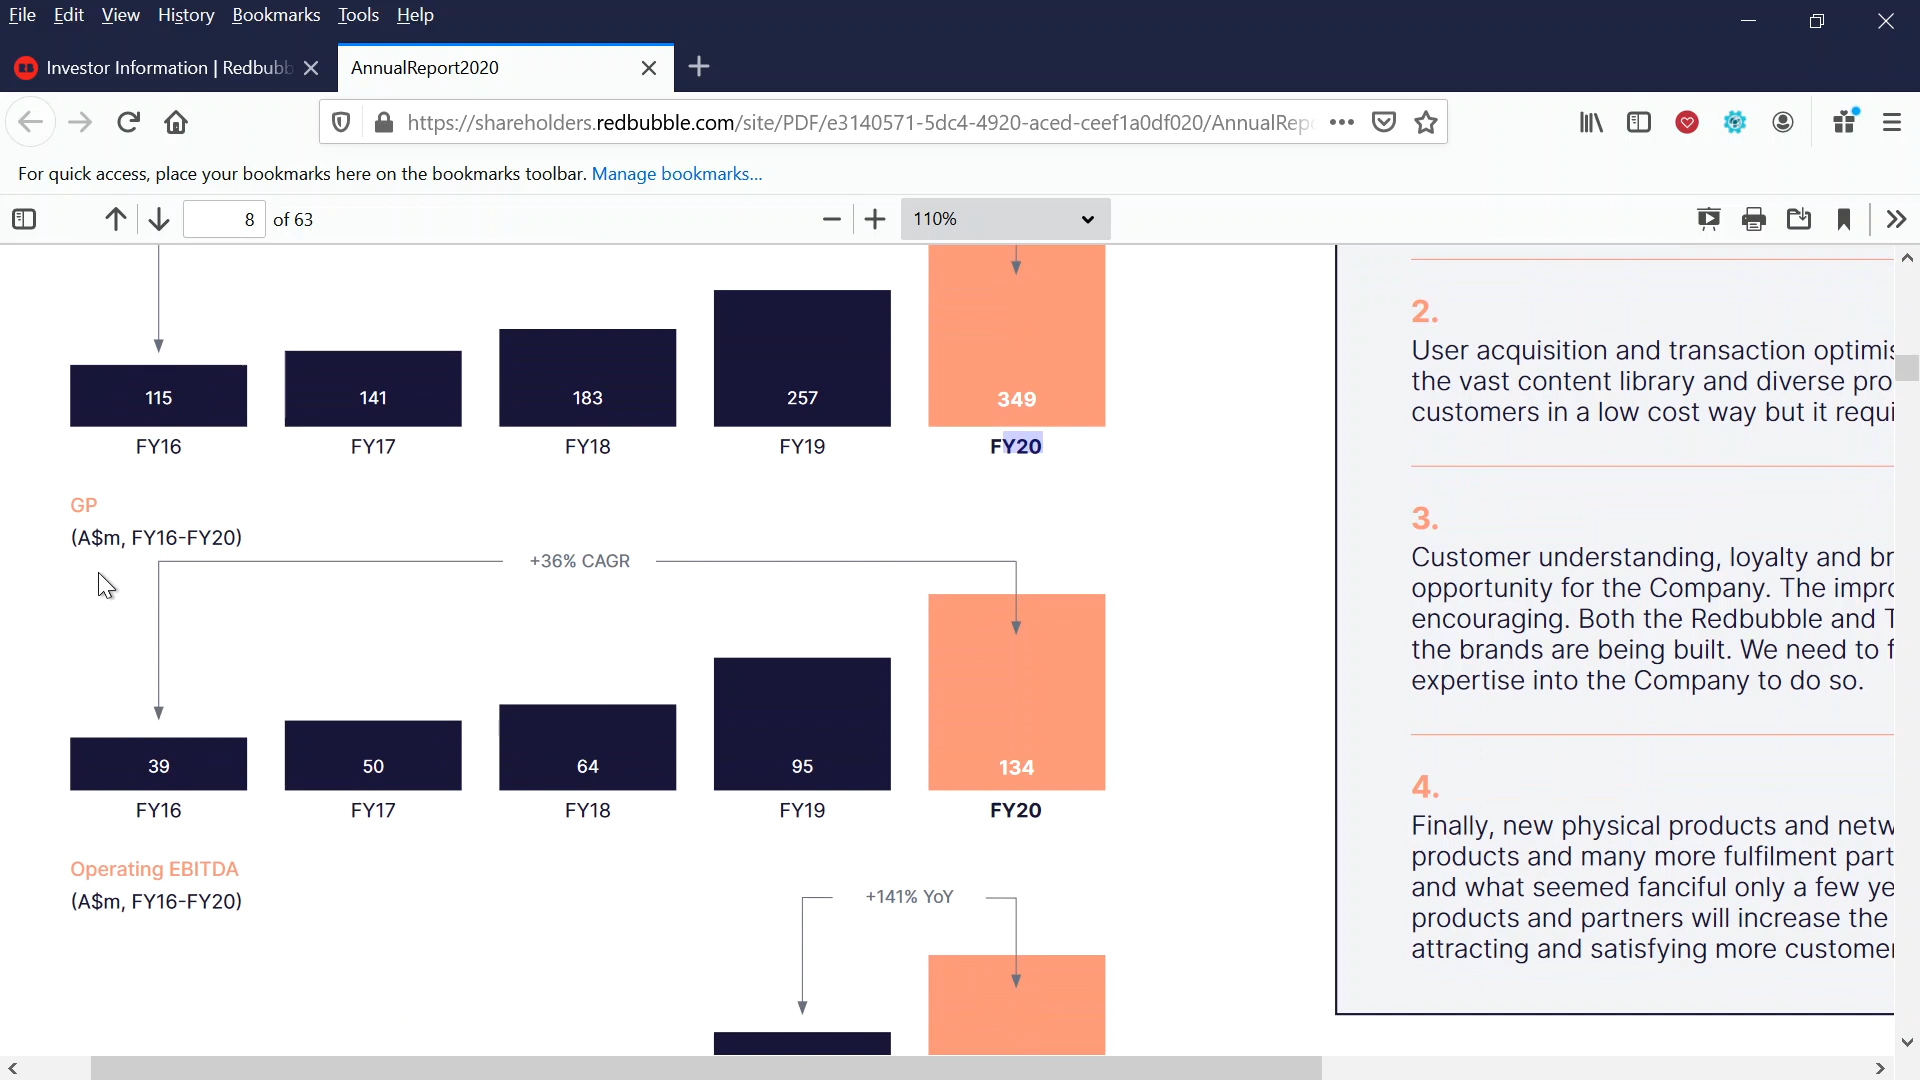 File Edit View History Bookmarks Tools Help
Investor Information | Redbubb
AnnualReport2020
https://shareholders.redbubble.com/site/PDF/e3140571-5dc4-4920-aced-ceef1a0df020/AnnualRep
For quick access, place your bookmarks here on the bookmarks toolbar. Manage bookmarks...
8 of 63
110%
115 141 183 257 349
FY16 FY17 FY18 FY19 FY20
GP
(A$m, FY16-FY20)
+36% CAGR
39 50 64 95 134
FY16 FY17 FY18 FY19 FY20
Operating EBITDA
(A$m, FY16-FY20)
+141% YoY
2.
User acquisition and transaction optimis
the vast content library and diverse pro
customers in a low cost way but it requi
3.
Customer understanding, loyalty and br
opportunity for the Company. The impro
encouraging. Both the Redbubble and T
the brands are being built. We need to f
expertise into the Company to do so.
4.
Finally, new physical products and netw
products and many more fulfilment part
and what seemed fanciful only a few ye
products and partners will increase the
attracting and satisfying more customer